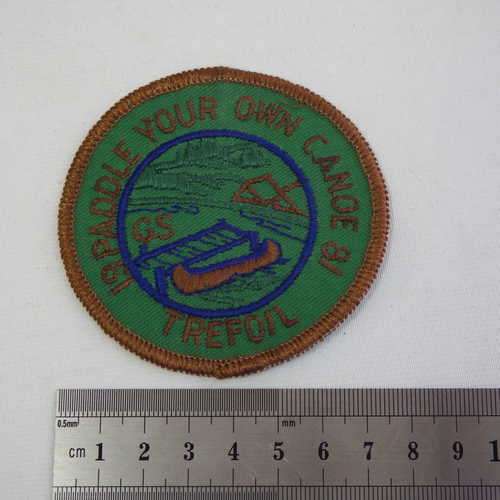 19 PADDLE YOUR OWN CANOE 81
GS
TREFOIL
0.5mm mm
cm 1 2 3 4 5 6 7 8 9 1